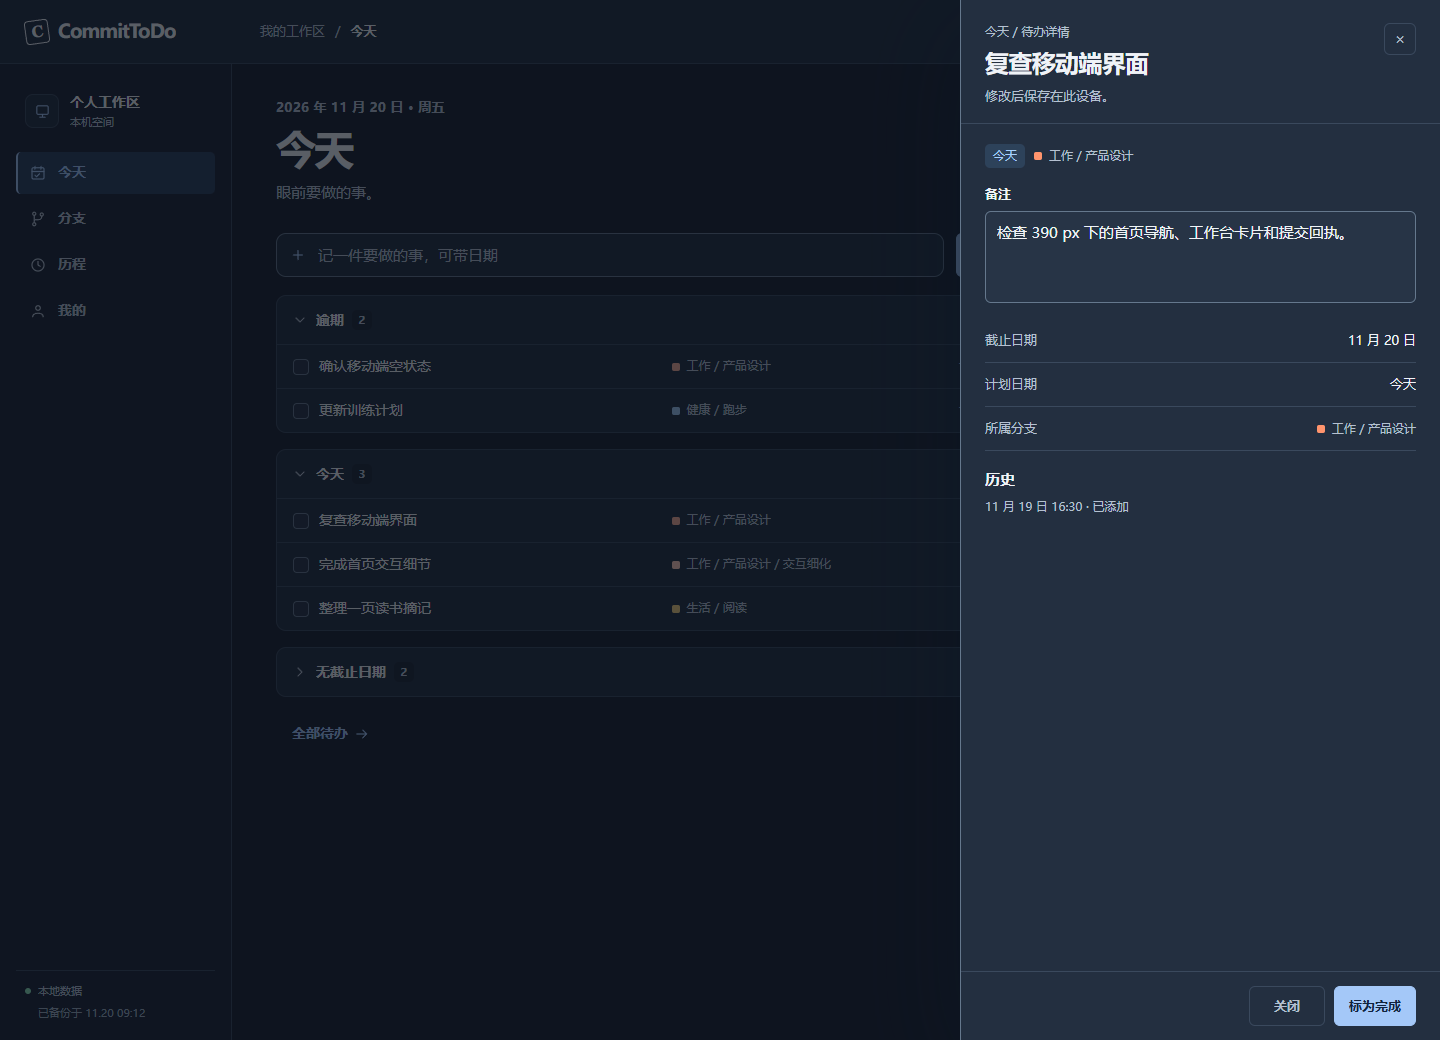 C CommitToDo
我的工作区 / 今天
个人工作区
本机空间
今天
分支
历程
我的
本地数据
已备份于 11.20 09:12
2026 年 11 月 20 日 • 周五
今天
眼前要做的事。
记一件要做的事，可带日期
逾期 2
确认移动端空状态 工作 / 产品设计
更新训练计划 健康 / 跑步
今天 3
复查移动端界面 工作 / 产品设计
完成首页交互细节 工作 / 产品设计 / 交互细化
整理一页读书摘记 生活 / 阅读
无截止日期 2
全部待办 →
今天 / 待办详情
复查移动端界面
修改后保存在此设备。
今天 工作 / 产品设计
备注
检查 390 px 下的首页导航、工作台卡片和提交回执。
截止日期 11 月 20 日
计划日期 今天
所属分支 工作 / 产品设计
历史
11 月 19 日 16:30 · 已添加
关闭 标为完成